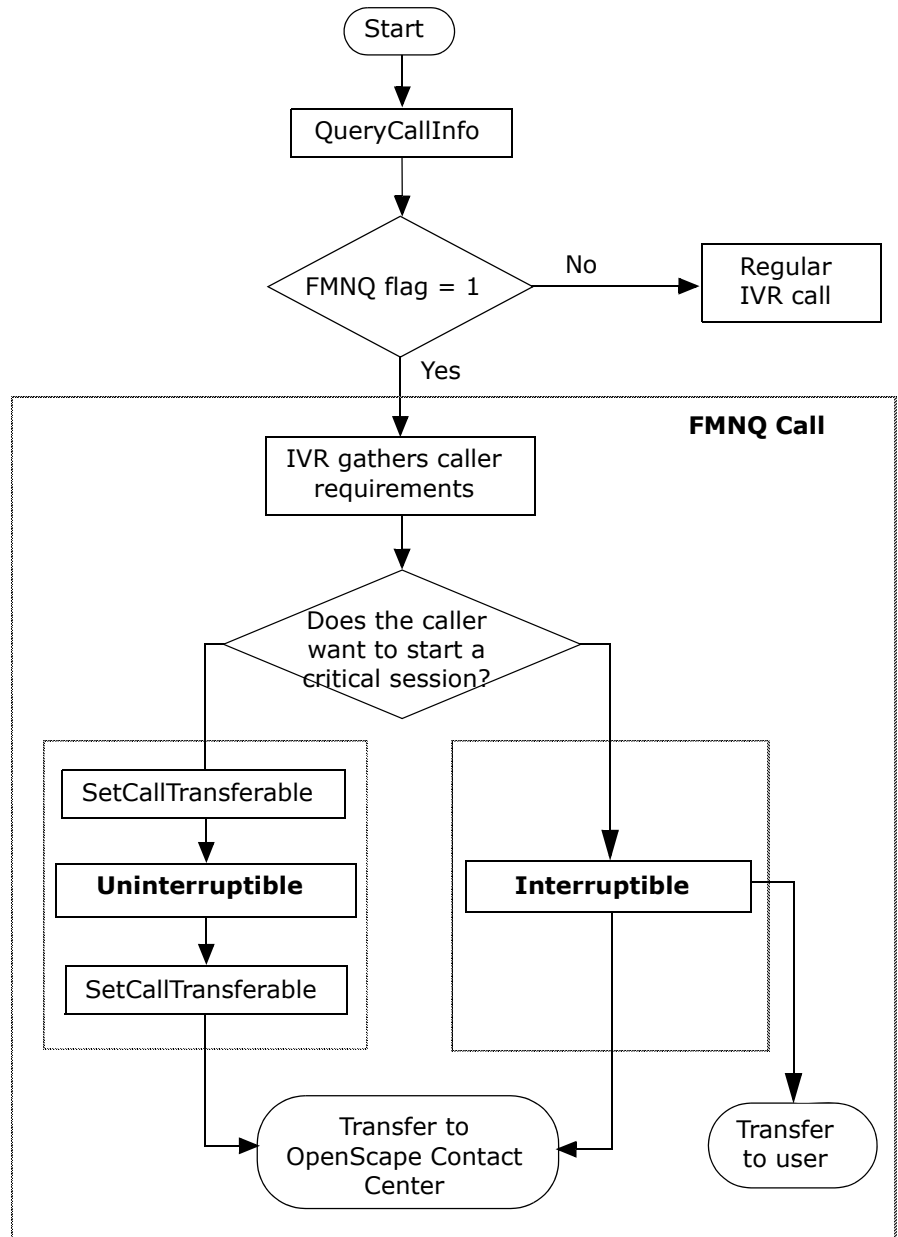 Start
QueryCallInfo
FMNQ flag = 1
No
Regular
IVR call
Yes
FMNQ Call
IVR gathers caller
requirements
Does the caller
want to start a
critical session?
SetCallTransferable
Uninterruptible
Interruptible
SetCallTransferable
Transfer to
OpenScape Contact
Center
Transfer
to user